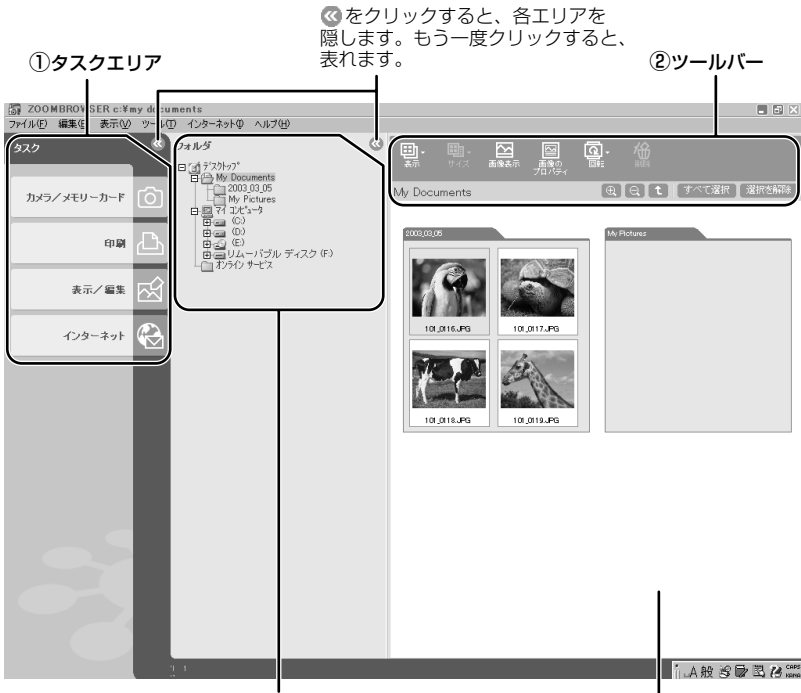 «をクリックすると、各エリアを
隠します。もう一度クリックすると、
表れます。
①タスクエリア
②ツールバー
ZOOMBROWSER c:¥my documents
ファイル(F) 編集(E) 表示(V) ツール(T) インターネット(I) ヘルプ(H)
タスク
カメラ/メモリーカード
印刷
表示/編集
インターネット
フォルダ
デスクトップ
My Documents
2003_03_05
My Pictures
マイ コンピュータ
(C:)
(D:)
(E:)
リムーバブル ディスク (F:)
オンライン サービス
表示 サイズ 画像表示 画像の
プロパティ 回転 削除
My Documents すべて選択 選択を解除
2003_03_05 My Pictures
101_0116.JPG 101_0117.JPG
101_0118.JPG 101_0119.JPG
A 般 CAPS
KANA